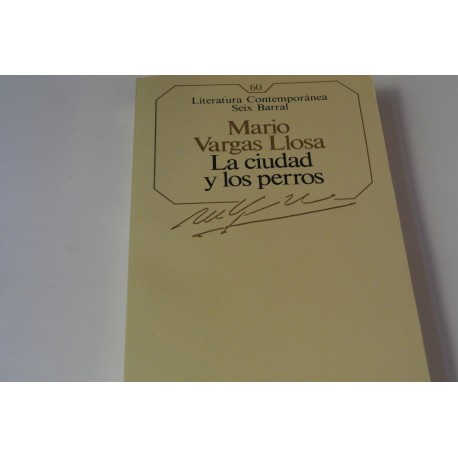 60
Literatura Contemporánea
Seix Barral
Mario
Vargas Llosa
La ciudad
y los perros